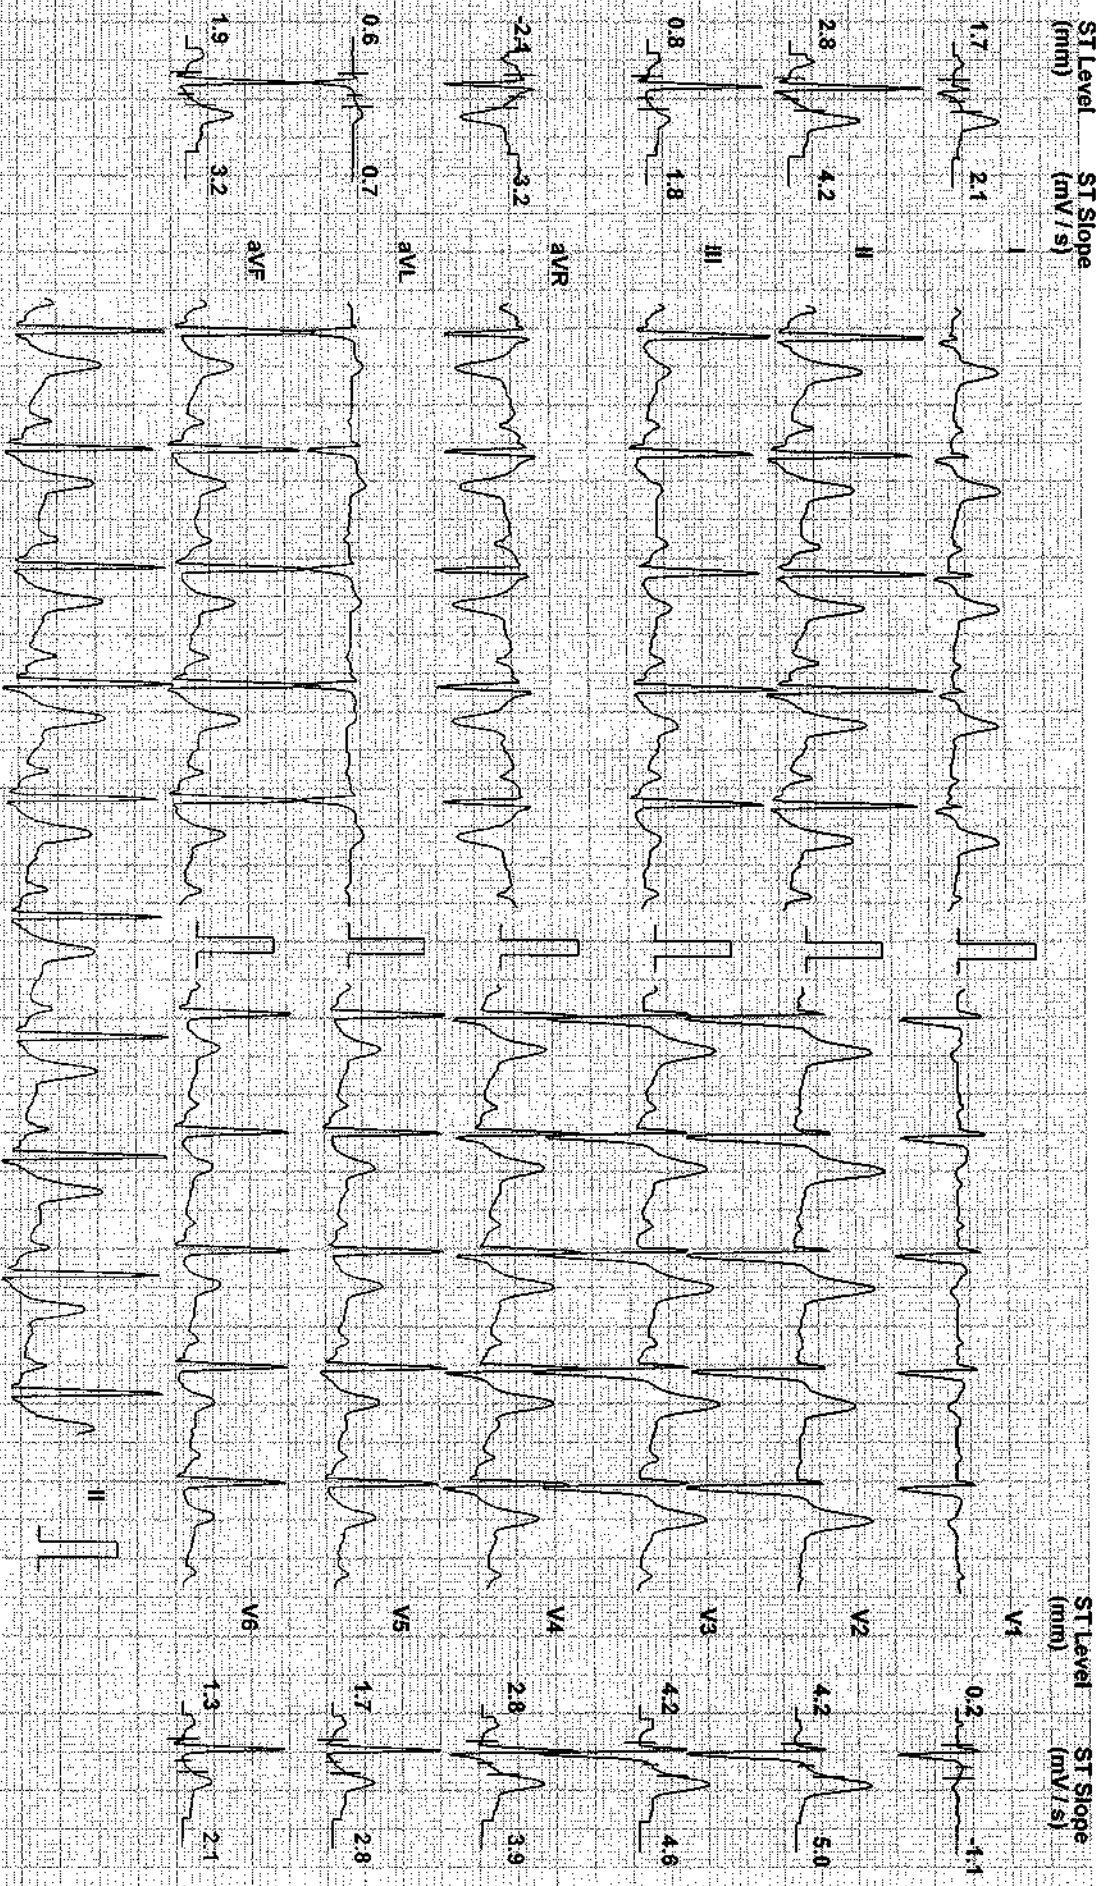 ST Level ST Slope ST Level ST Slope
(mm) (mV / s) (mm) (mV / s)
I V1
1.7 2.1 0.2 -1.1
II V2
2.8 4.2 4.2 5.0
III V3
0.8 1.8 4.2 4.6
aVR V4
-3.2 2.8 3.9
aVL V5
0.6 0.7 1.7 2.8
aVF V6
1.9 3.2 1.3 2.1
II